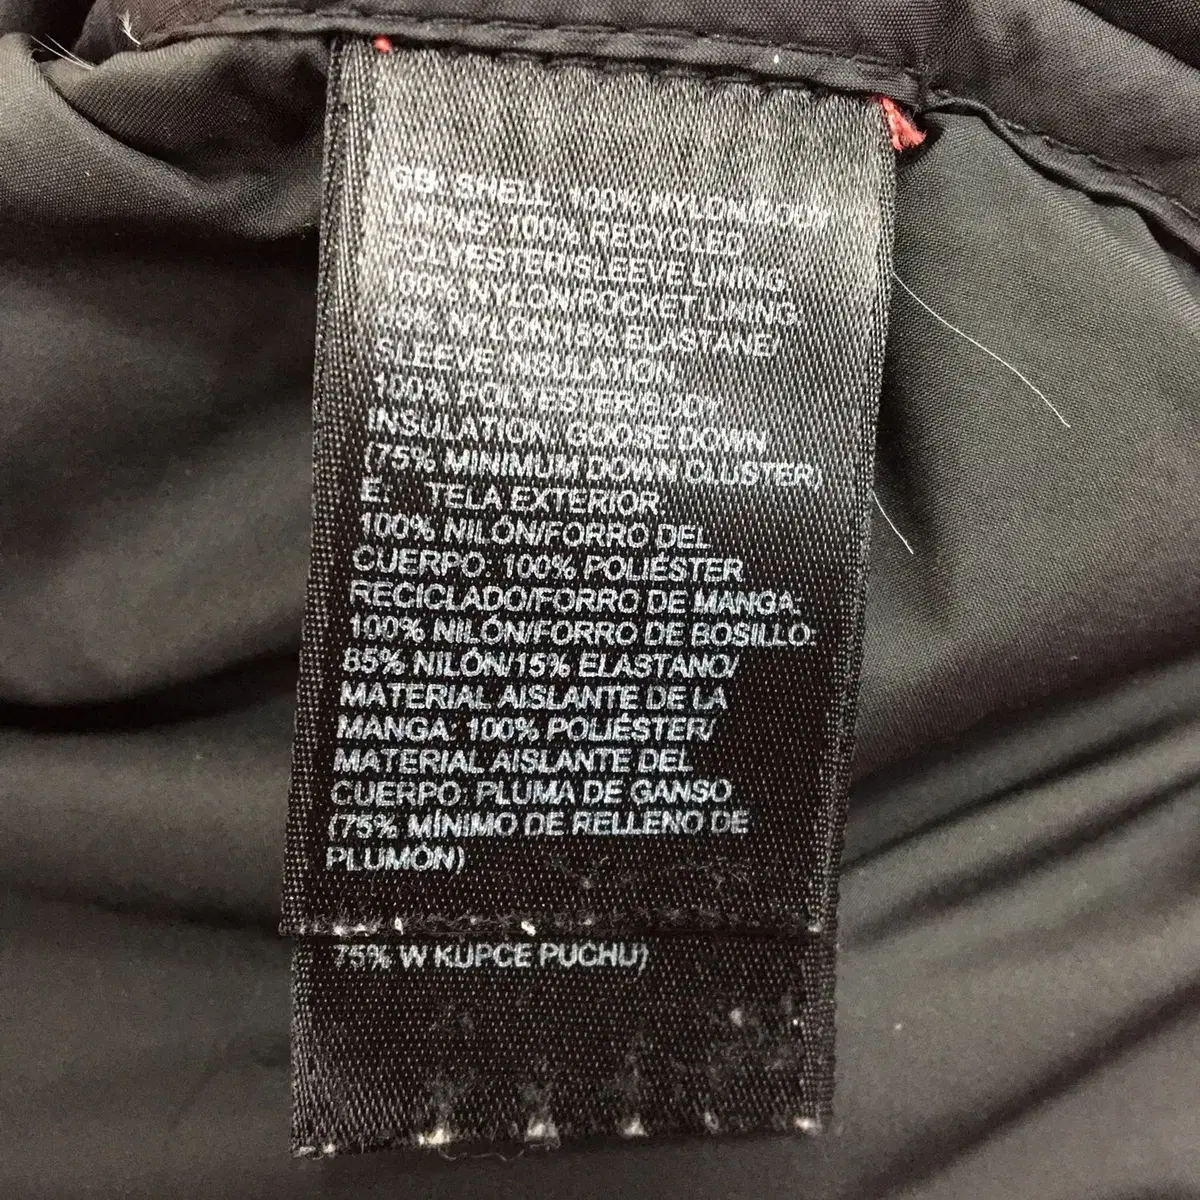 GB: SHELL: 100% NYLON/BODY
LINING: 100% RECYCLED
POLYESTER/SLEEVE LINING:
100% NYLON/POCKET LINING:
85% NYLON/15% ELASTANE/
SLEEVE INSULATION:
100% POLYESTER/BODY
INSULATION: GOOSE DOWN
(75% MINIMUM DOWN CLUSTER)
E: TELA EXTERIOR
100% NILÓN/FORRO DEL
CUERPO: 100% POLIÉSTER
RECICLADO/FORRO DE MANGA:
100% NILÓN/FORRO DE BOSILLO:
85% NILÓN/15% ELASTANO/
MATERIAL AISLANTE DE LA
MANGA: 100% POLIÉSTER/
MATERIAL AISLANTE DEL
CUERPO: PLUMA DE GANSO
(75% MÍNIMO DE RELLENO DE
PLUMÓN)
75% W KUPCE PUCHU)